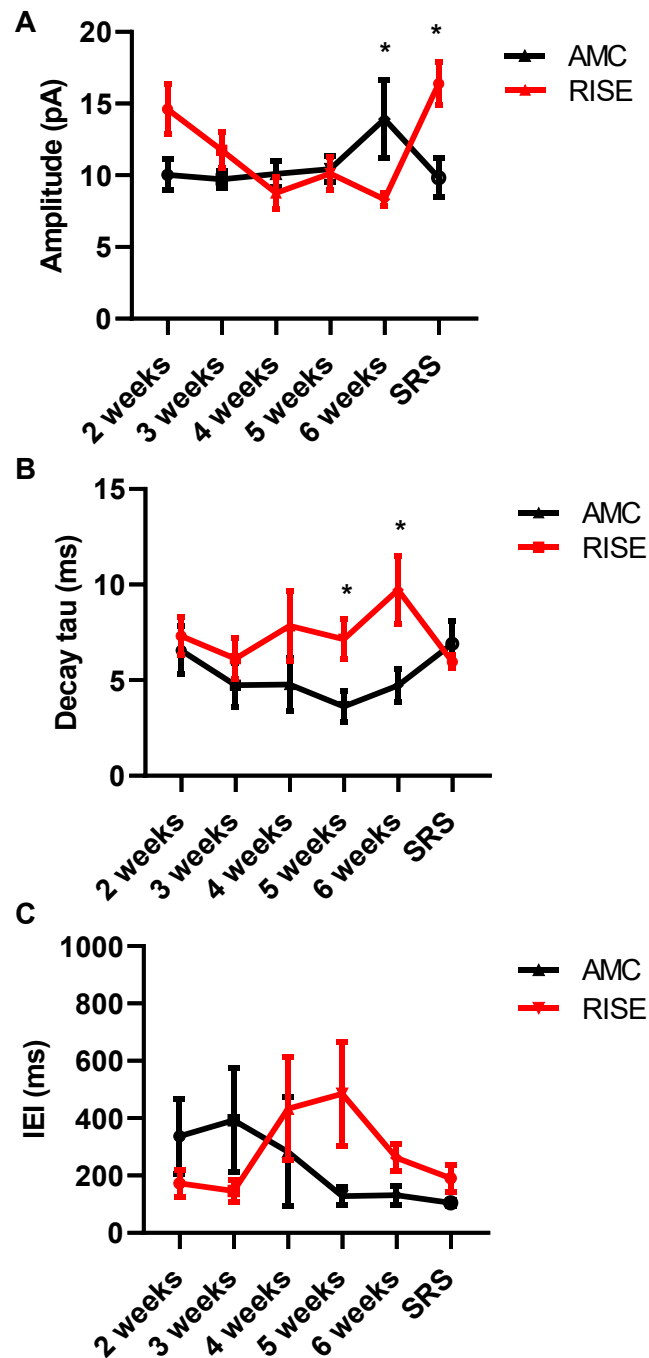 A
Amplitude (pA)
20
15
10
5
0
*
*
AMC
RISE
2 weeks
3 weeks
4 weeks
5 weeks
6 weeks
SRS
B
Decay tau (ms)
15
10
5
0
*
*
AMC
RISE
2 weeks
3 weeks
4 weeks
5 weeks
6 weeks
SRS
C
IEI (ms)
1000
800
600
400
200
0
AMC
RISE
2 weeks
3 weeks
4 weeks
5 weeks
6 weeks
SRS